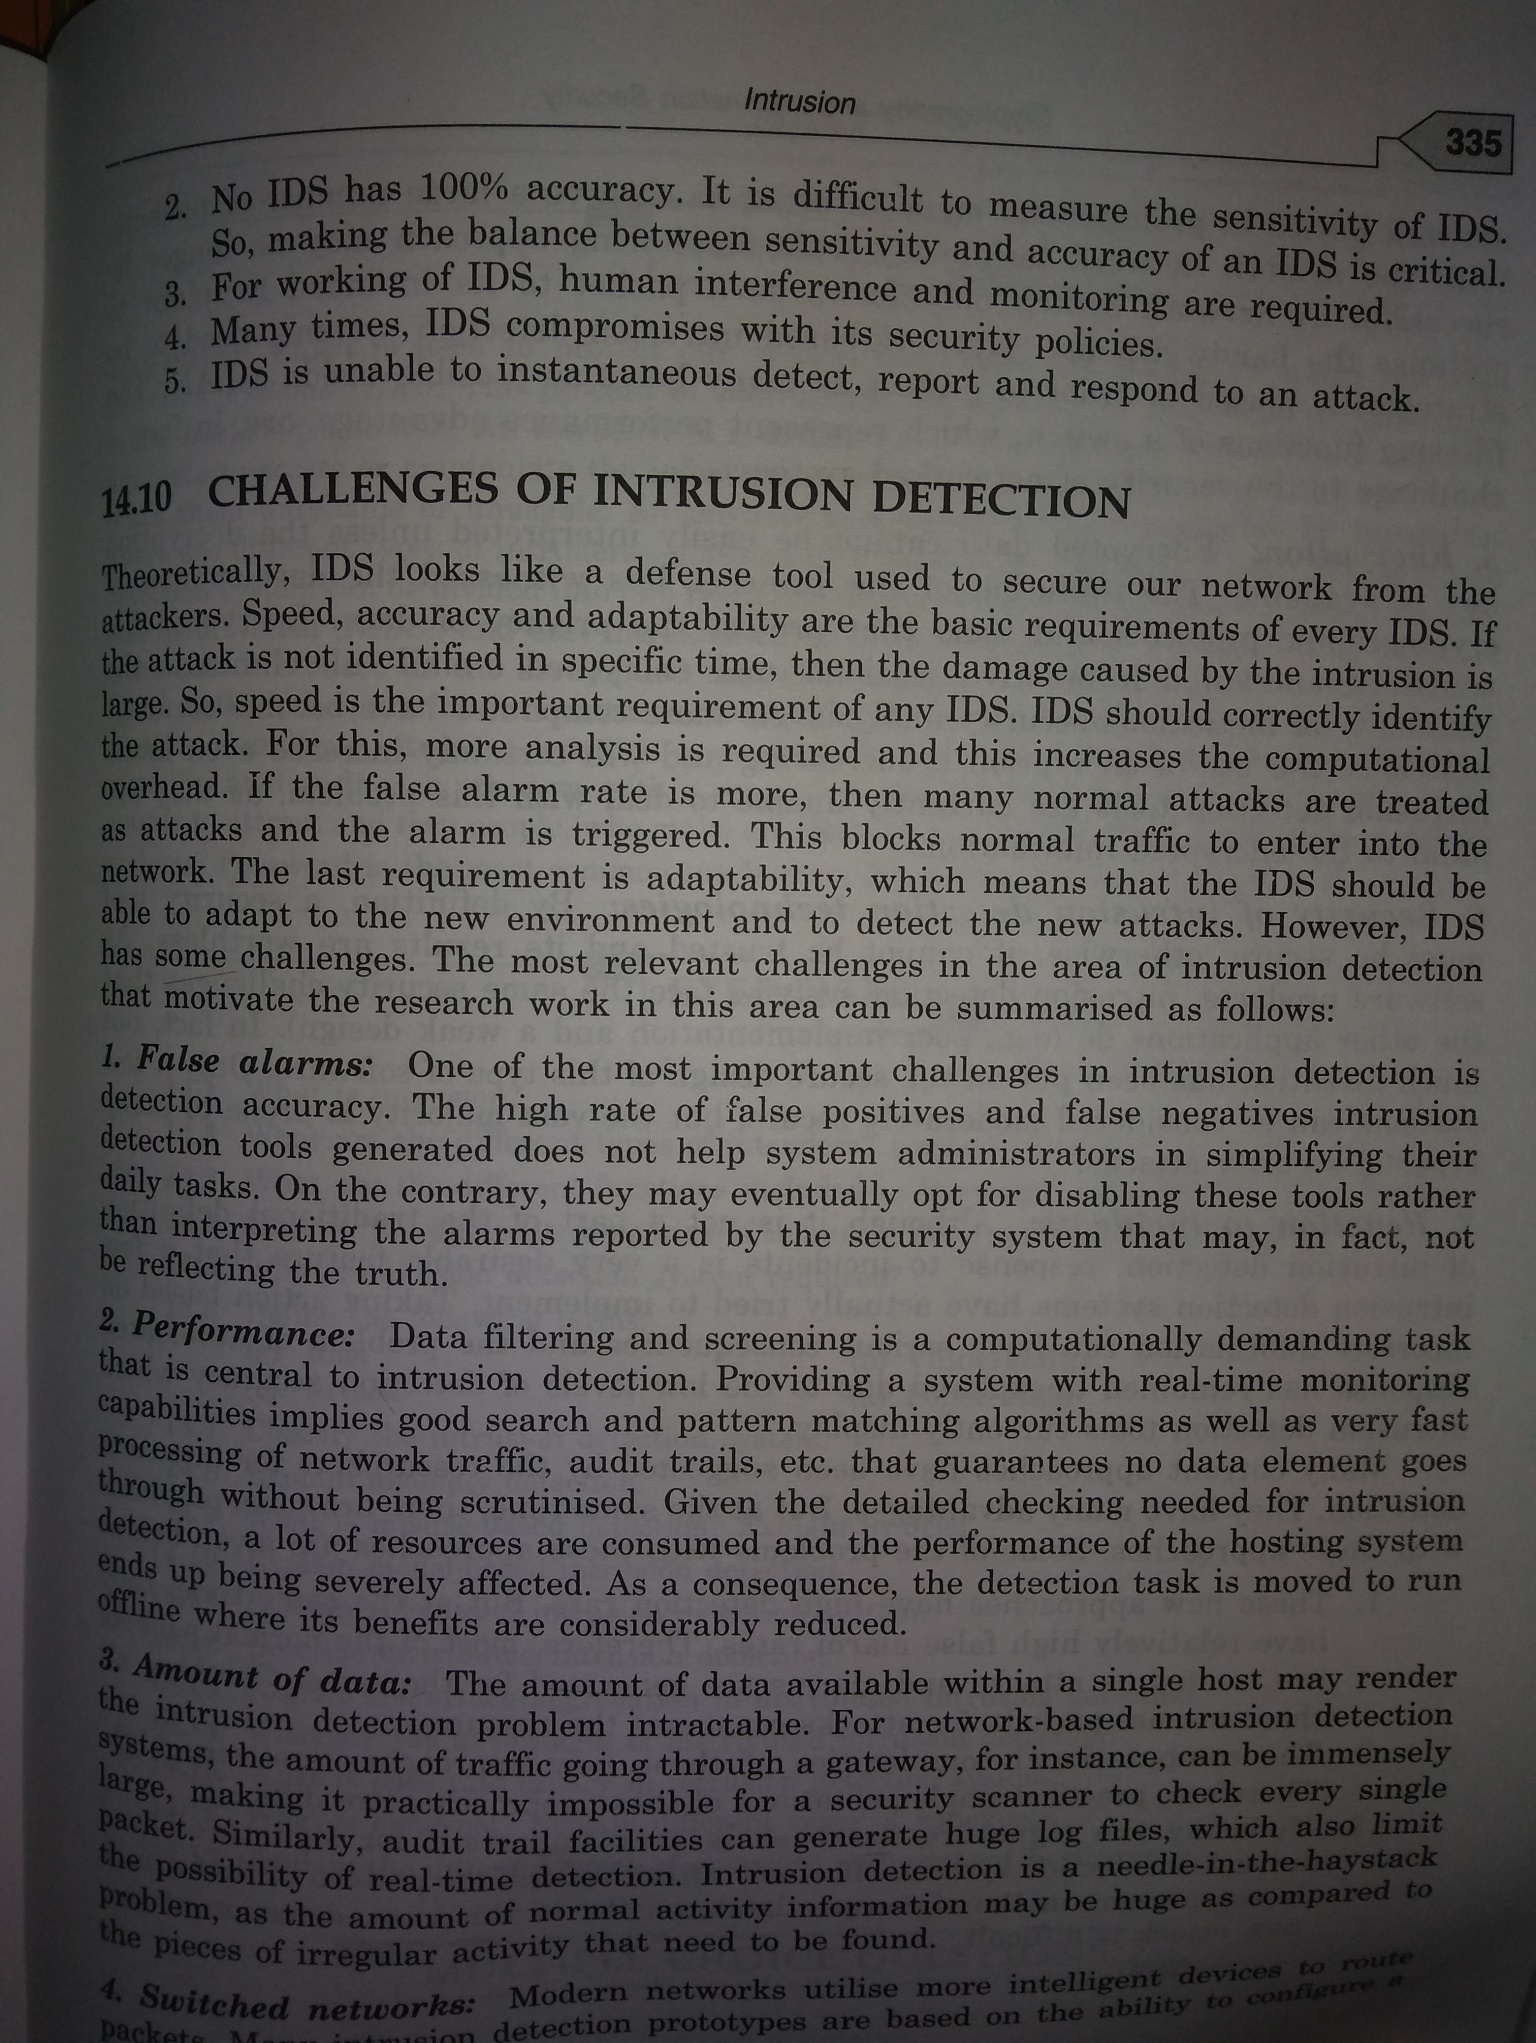 Intrusion
335
2. No IDS has 100% accuracy. It is difficult to measure the sensitivity of IDS.
So, making the balance between sensitivity and accuracy of an IDS is critical.
3. For working of IDS, human interference and monitoring are required.
4. Many times, IDS compromises with its security policies.
5. IDS is unable to instantaneous detect, report and respond to an attack.
14.10 CHALLENGES OF INTRUSION DETECTION
Theoretically, IDS looks like a defense tool used to secure our network from the
attackers. Speed, accuracy and adaptability are the basic requirements of every IDS. If
the attack is not identified in specific time, then the damage caused by the intrusion is
large. So, speed is the important requirement of any IDS. IDS should correctly identify
the attack. For this, more analysis is required and this increases the computational
overhead. If the false alarm rate is more, then many normal attacks are treated
as attacks and the alarm is triggered. This blocks normal traffic to enter into the
network. The last requirement is adaptability, which means that the IDS should be
able to adapt to the new environment and to detect the new attacks. However, IDS
has some challenges. The most relevant challenges in the area of intrusion detection
that motivate the research work in this area can be summarised as follows:
1. False alarms: One of the most important challenges in intrusion detection is
detection accuracy. The high rate of false positives and false negatives intrusion
detection tools generated does not help system administrators in simplifying their
daily tasks. On the contrary, they may eventually opt for disabling these tools rather
than interpreting the alarms reported by the security system that may, in fact, not
be reflecting the truth.
2. Performance: Data filtering and screening is a computationally demanding task
that is central to intrusion detection. Providing a system with real-time monitoring
capabilities implies good search and pattern matching algorithms as well as very fast
processing of network traffic, audit trails, etc. that guarantees no data element goes
through without being scrutinised. Given the detailed checking needed for intrusion
detection, a lot of resources are consumed and the performance of the hosting system
ends up being severely affected. As a consequence, the detection task is moved to run
offline where its benefits are considerably reduced.
3. Amount of data: The amount of data available within a single host may render
the intrusion detection problem intractable. For network-based intrusion detection
systems, the amount of traffic going through a gateway, for instance, can be immensely
large, making it practically impossible for a security scanner to check every single
packet. Similarly, audit trail facilities can generate huge log files, which also limit
the possibility of real-time detection. Intrusion detection is a needle-in-the-haystack
problem, as the amount of normal activity information may be huge as compared to
the pieces of irregular activity that need to be found.
4. Switched networks: Modern networks utilise more intelligent devices to route
packets. Many intrusion detection prototypes are based on the ability to configure a